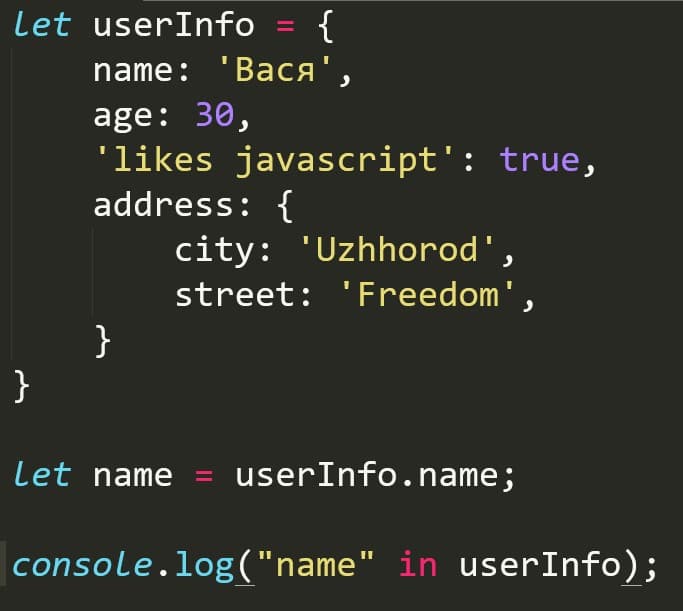 let userInfo = {
    name: 'Вася',
    age: 30,
    'likes javascript': true,
    address: {
        city: 'Uzhhorod',
        street: 'Freedom',
    }
}

let name = userInfo.name;

console.log("name" in userInfo);